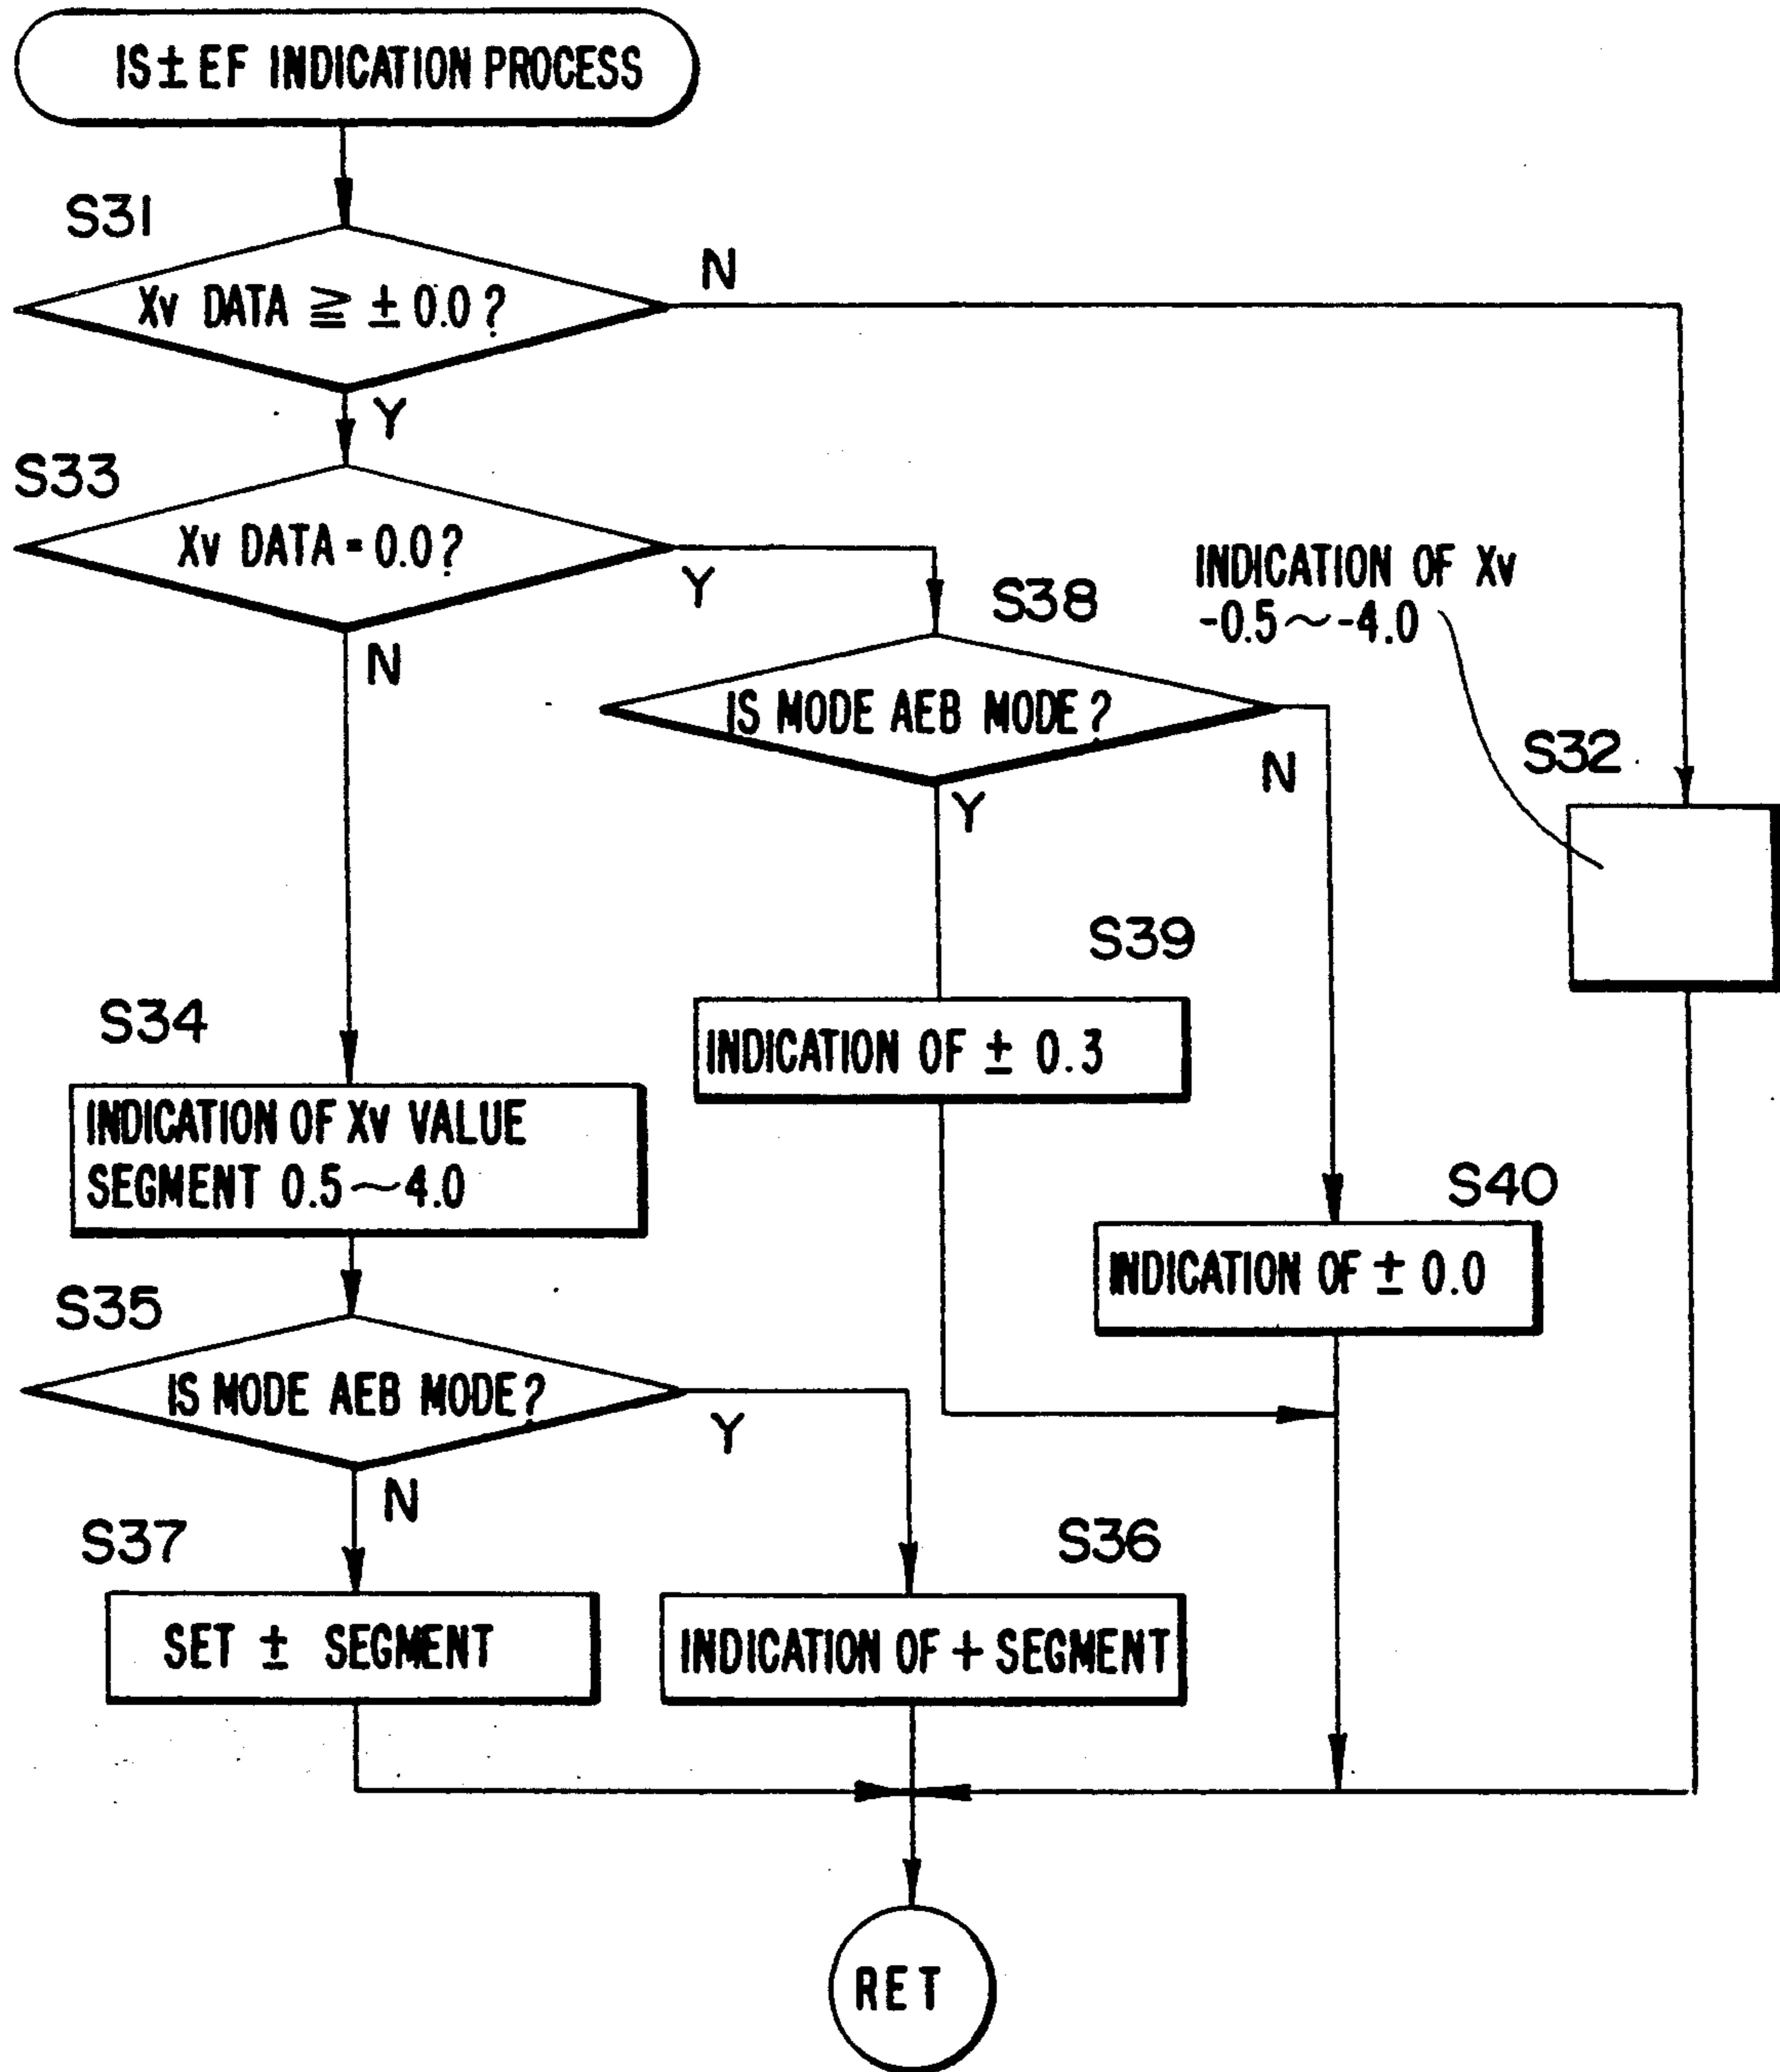 IS ± EF INDICATION PROCESS
S31
Xv DATA ≧ ± 0.0?
N
Y
S33
Xv DATA = 0.0?
Y
N
INDICATION OF Xv
-0.5～-4.0
S38
IS MODE AEB MODE?
N
Y
S32
S39
INDICATION OF ± 0.3
S34
INDICATION OF Xv VALUE
SEGMENT 0.5～4.0
S40
INDICATION OF ± 0.0
S35
IS MODE AEB MODE?
Y
N
S37
SET ± SEGMENT
S36
INDICATION OF + SEGMENT
RET